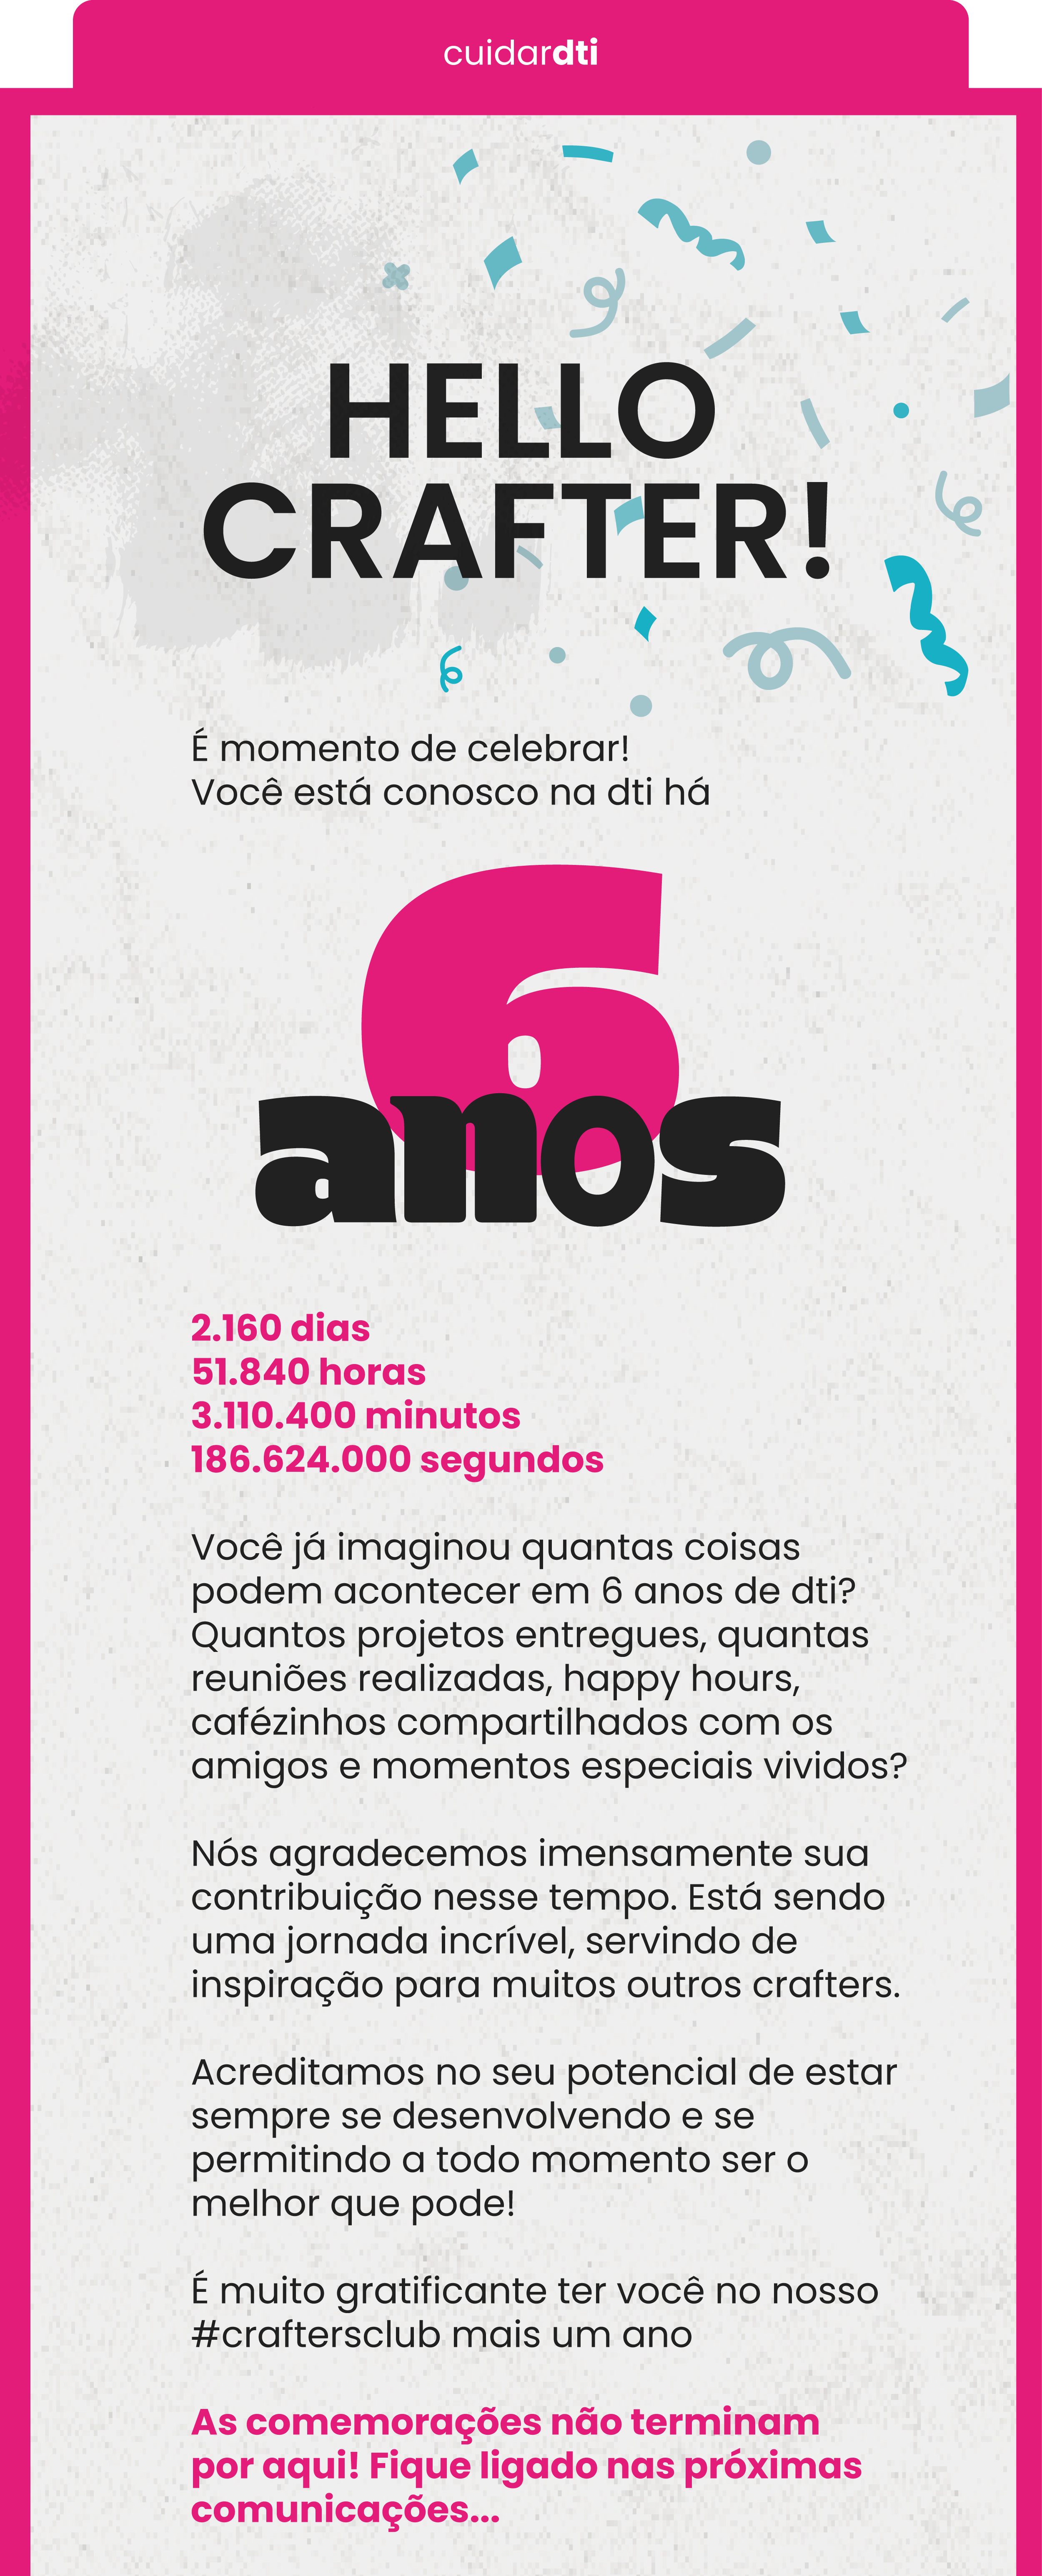 cuidardti
HELLO
CRAFTER!
É momento de celebrar!
Você está conosco na dti há
6
anos
2.160 dias
51.840 horas
3.110.400 minutos
186.624.000 segundos
Você já imaginou quantas coisas
podem acontecer em 6 anos de dti?
Quantos projetos entregues, quantas
reuniões realizadas, happy hours,
cafézinhos compartilhados com os
amigos e momentos especiais vividos?
Nós agradecemos imensamente sua
contribuição nesse tempo. Está sendo
uma jornada incrível, servindo de
inspiração para muitos outros crafters.
Acreditamos no seu potencial de estar
sempre se desenvolvendo e se
permitindo a todo momento ser o
melhor que pode!
É muito gratificante ter você no nosso
#craftersclub mais um ano
As comemorações não terminam
por aqui! Fique ligado nas próximas
comunicações...